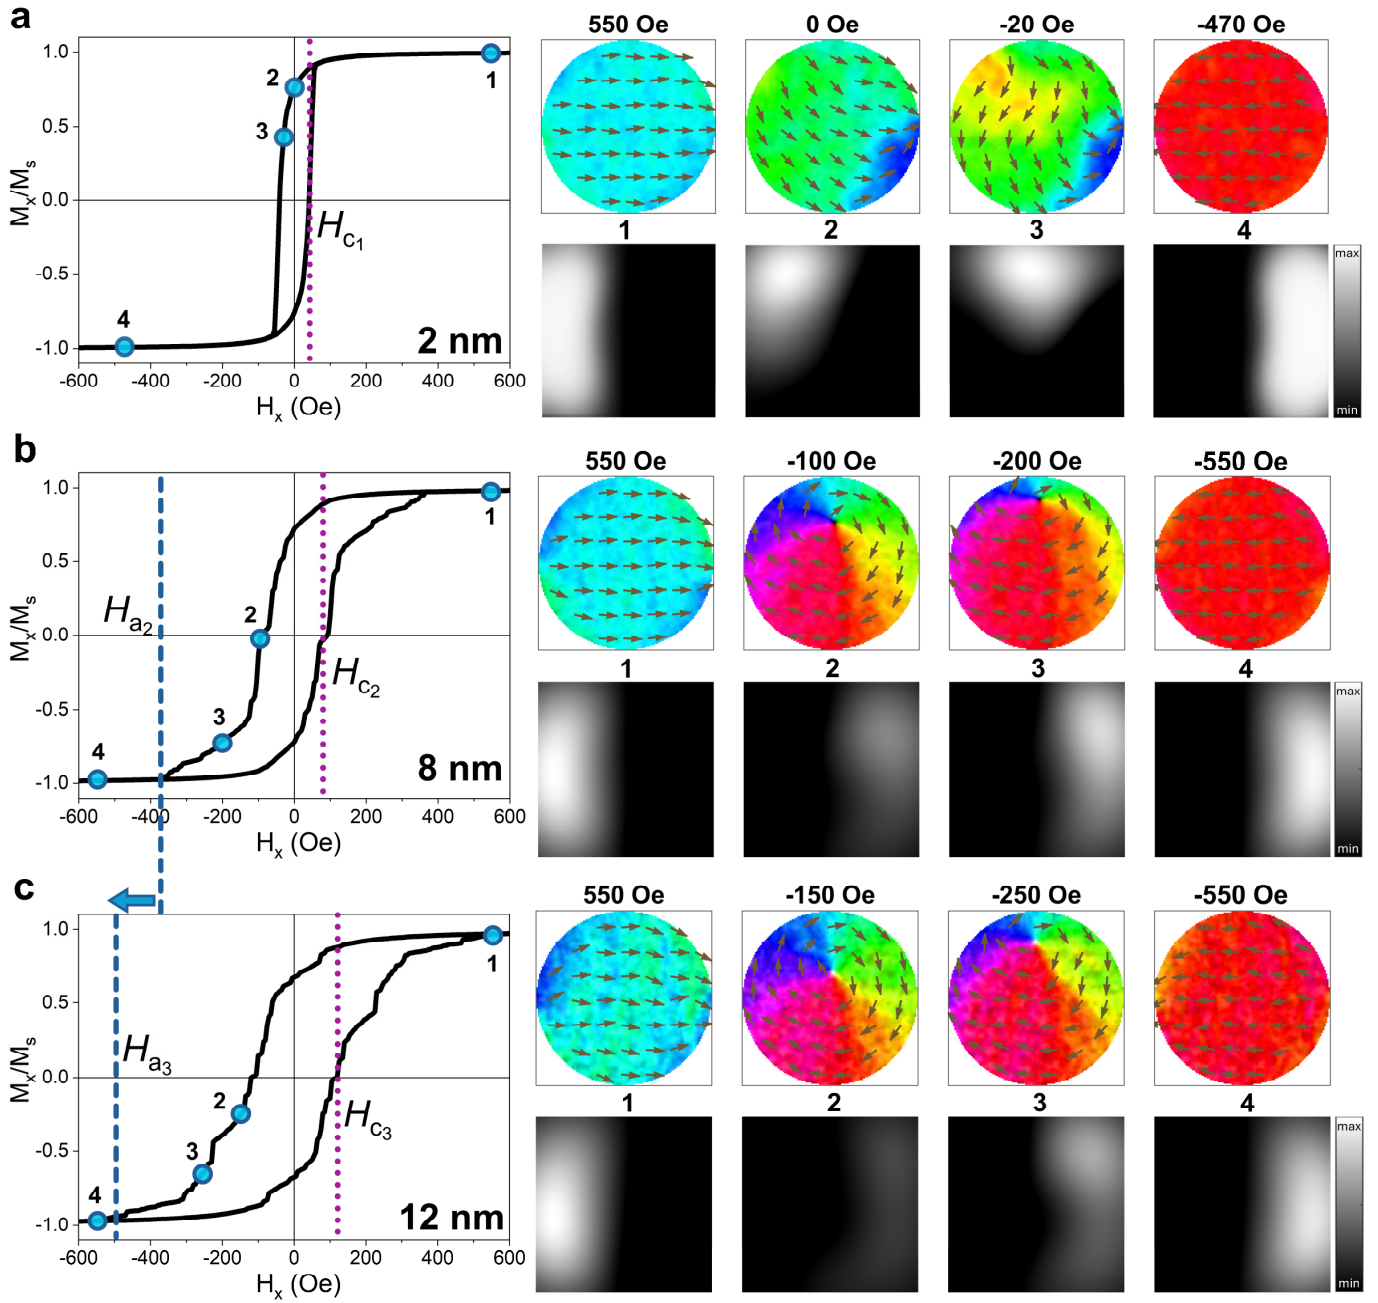 a
550 Oe
0 Oe
-20 Oe
-470 Oe
1.0
0.5
0.0
-0.5
-1.0
Mx/Ms
1
2
3
4
Hc1
2 nm
-600
-400
-200
0
200
400
600
Hx (Oe)
1
2
3
4
max
min
b
550 Oe
-100 Oe
-200 Oe
-550 Oe
1.0
0.5
0.0
-0.5
-1.0
Mx/Ms
1
2
3
4
Ha2
Hc2
8 nm
-600
-400
-200
0
200
400
600
Hx (Oe)
1
2
3
4
max
min
c
550 Oe
-150 Oe
-250 Oe
-550 Oe
1.0
0.5
0.0
-0.5
-1.0
Mx/Ms
1
2
3
4
Ha3
Hc3
12 nm
-600
-400
-200
0
200
400
600
Hx (Oe)
1
2
3
4
max
min